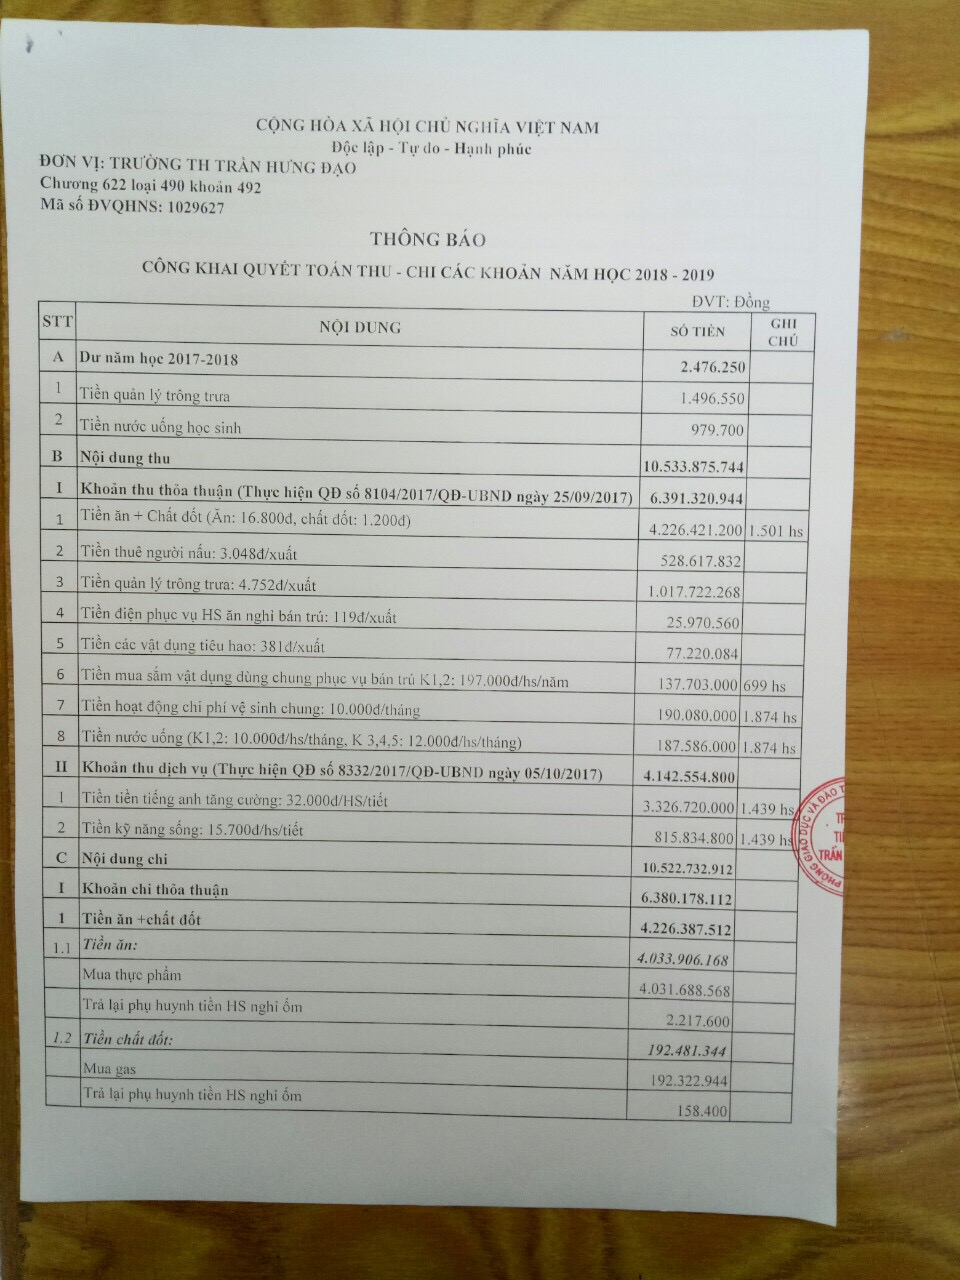 CỘNG HÒA XÃ HỘI CHỦ NGHĨA VIỆT NAM
Độc lập - Tự do - Hạnh phúc
ĐƠN VỊ: TRƯỜNG TH TRẦN HƯNG ĐẠO
Chương 622 loại 490 khoản 492
Mã số ĐVQHNS: 1029627
THÔNG BÁO
CÔNG KHAI QUYẾT TOÁN THU - CHI CÁC KHOẢN NĂM HỌC 2018 - 2019
ĐVT: Đồng
STT NỘI DUNG SỐ TIỀN GHI CHÚ
A Dư năm học 2017-2018 2.476.250
1 Tiền quản lý trông trưa 1.496.550
2 Tiền nước uống học sinh 979.700
B Nội dung thu 10.533.875.744
I Khoản thu thỏa thuận (Thực hiện QĐ số 8104/2017/QĐ-UBND ngày 25/09/2017) 6.391.320.944
1 Tiền ăn + Chất đốt (Ăn: 16.800đ, chất đốt: 1.200đ) 4.226.421.200 1.501 hs
2 Tiền thuê người nấu: 3.048đ/xuất 528.617.832
3 Tiền quản lý trông trưa: 4.752đ/xuất 1.017.722.268
4 Tiền điện phục vụ HS ăn nghỉ bán trú: 119đ/xuất 25.970.560
5 Tiền các vật dụng tiêu hao: 381đ/xuất 77.220.084
6 Tiền mua sắm vật dụng dùng chung phục vụ bán trú K1,2: 197.000đ/hs/năm 137.703.000 699 hs
7 Tiền hoạt động chi phí vệ sinh chung: 10.000đ/tháng 190.080.000 1.874 hs
8 Tiền nước uống (K1,2: 10.000đ/hs/tháng, K 3,4,5: 12.000đ/hs/tháng) 187.586.000 1.874 hs
II Khoản thu dịch vụ (Thực hiện QĐ số 8332/2017/QĐ-UBND ngày 05/10/2017) 4.142.554.800
1 Tiền tiền tiếng anh tăng cường: 32.000đ/HS/tiết 3.326.720.000 1.439 hs
2 Tiền kỹ năng sống: 15.700đ/hs/tiết 815.834.800 1.439 hs
C Nội dung chi 10.522.732.912
I Khoản chi thỏa thuận 6.380.178.112
1 Tiền ăn +chất đốt 4.226.387.512
1.1 Tiền ăn: 4.033.906.168
Mua thực phẩm 4.031.688.568
Trả lại phụ huynh tiền HS nghỉ ốm 2.217.600
1.2 Tiền chất đốt: 192.481.344
Mua gas 192.322.944
Trả lại phụ huynh tiền HS nghỉ ốm 158.400
PHÒNG GIÁO DỤC VÀ ĐÀO
TRẦN